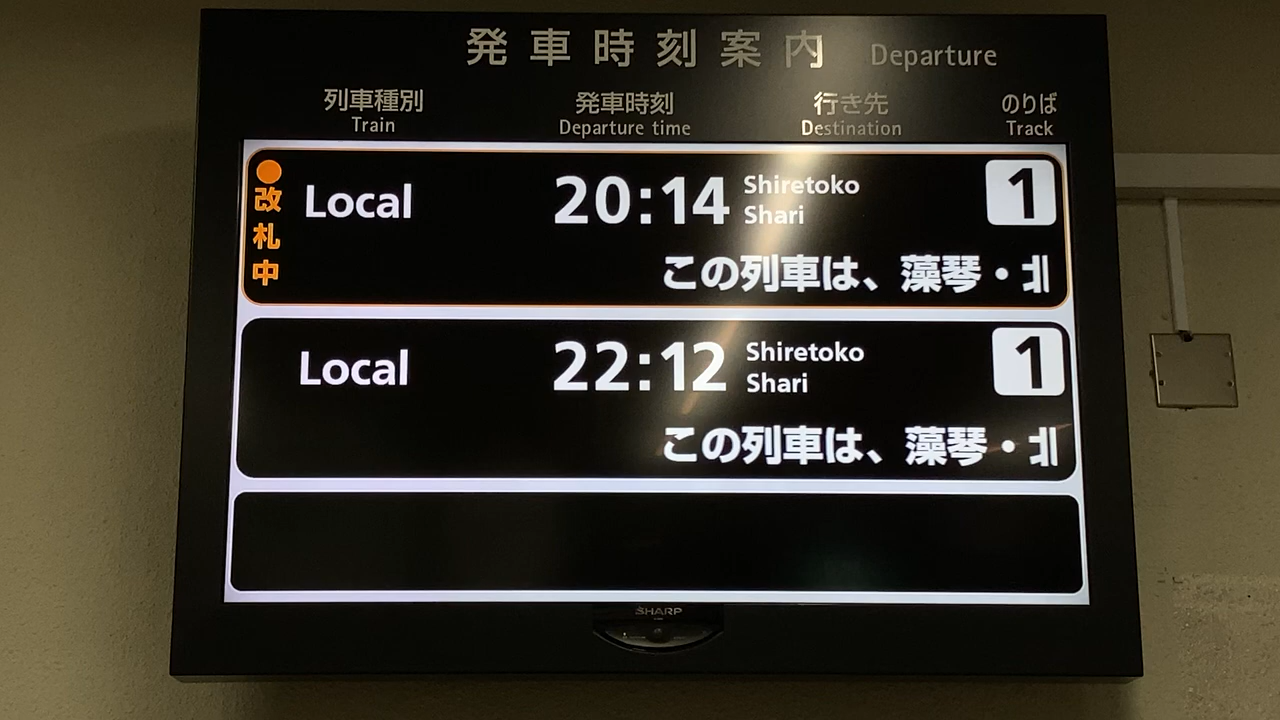 発車時刻案内 Departure
列車種別 発車時刻 行き先 のりば
Train Departure time Destination Track
改札中
Local 20:14 Shiretoko Shari 1
この列車は、藻琴・北
Local 22:12 Shiretoko Shari 1
この列車は、藻琴・北
SHARP